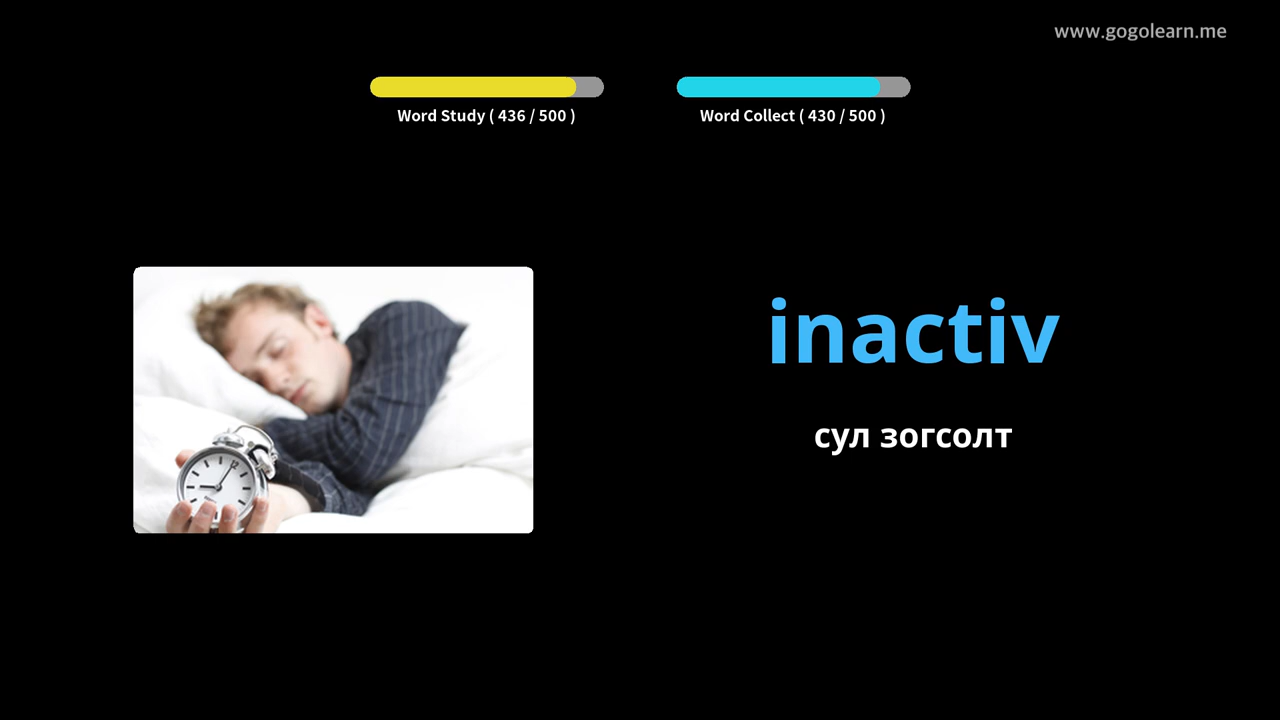 www.gogolearn.me
Word Study ( 436 / 500 )
Word Collect ( 430 / 500 )
inactiv
сул зогсолт